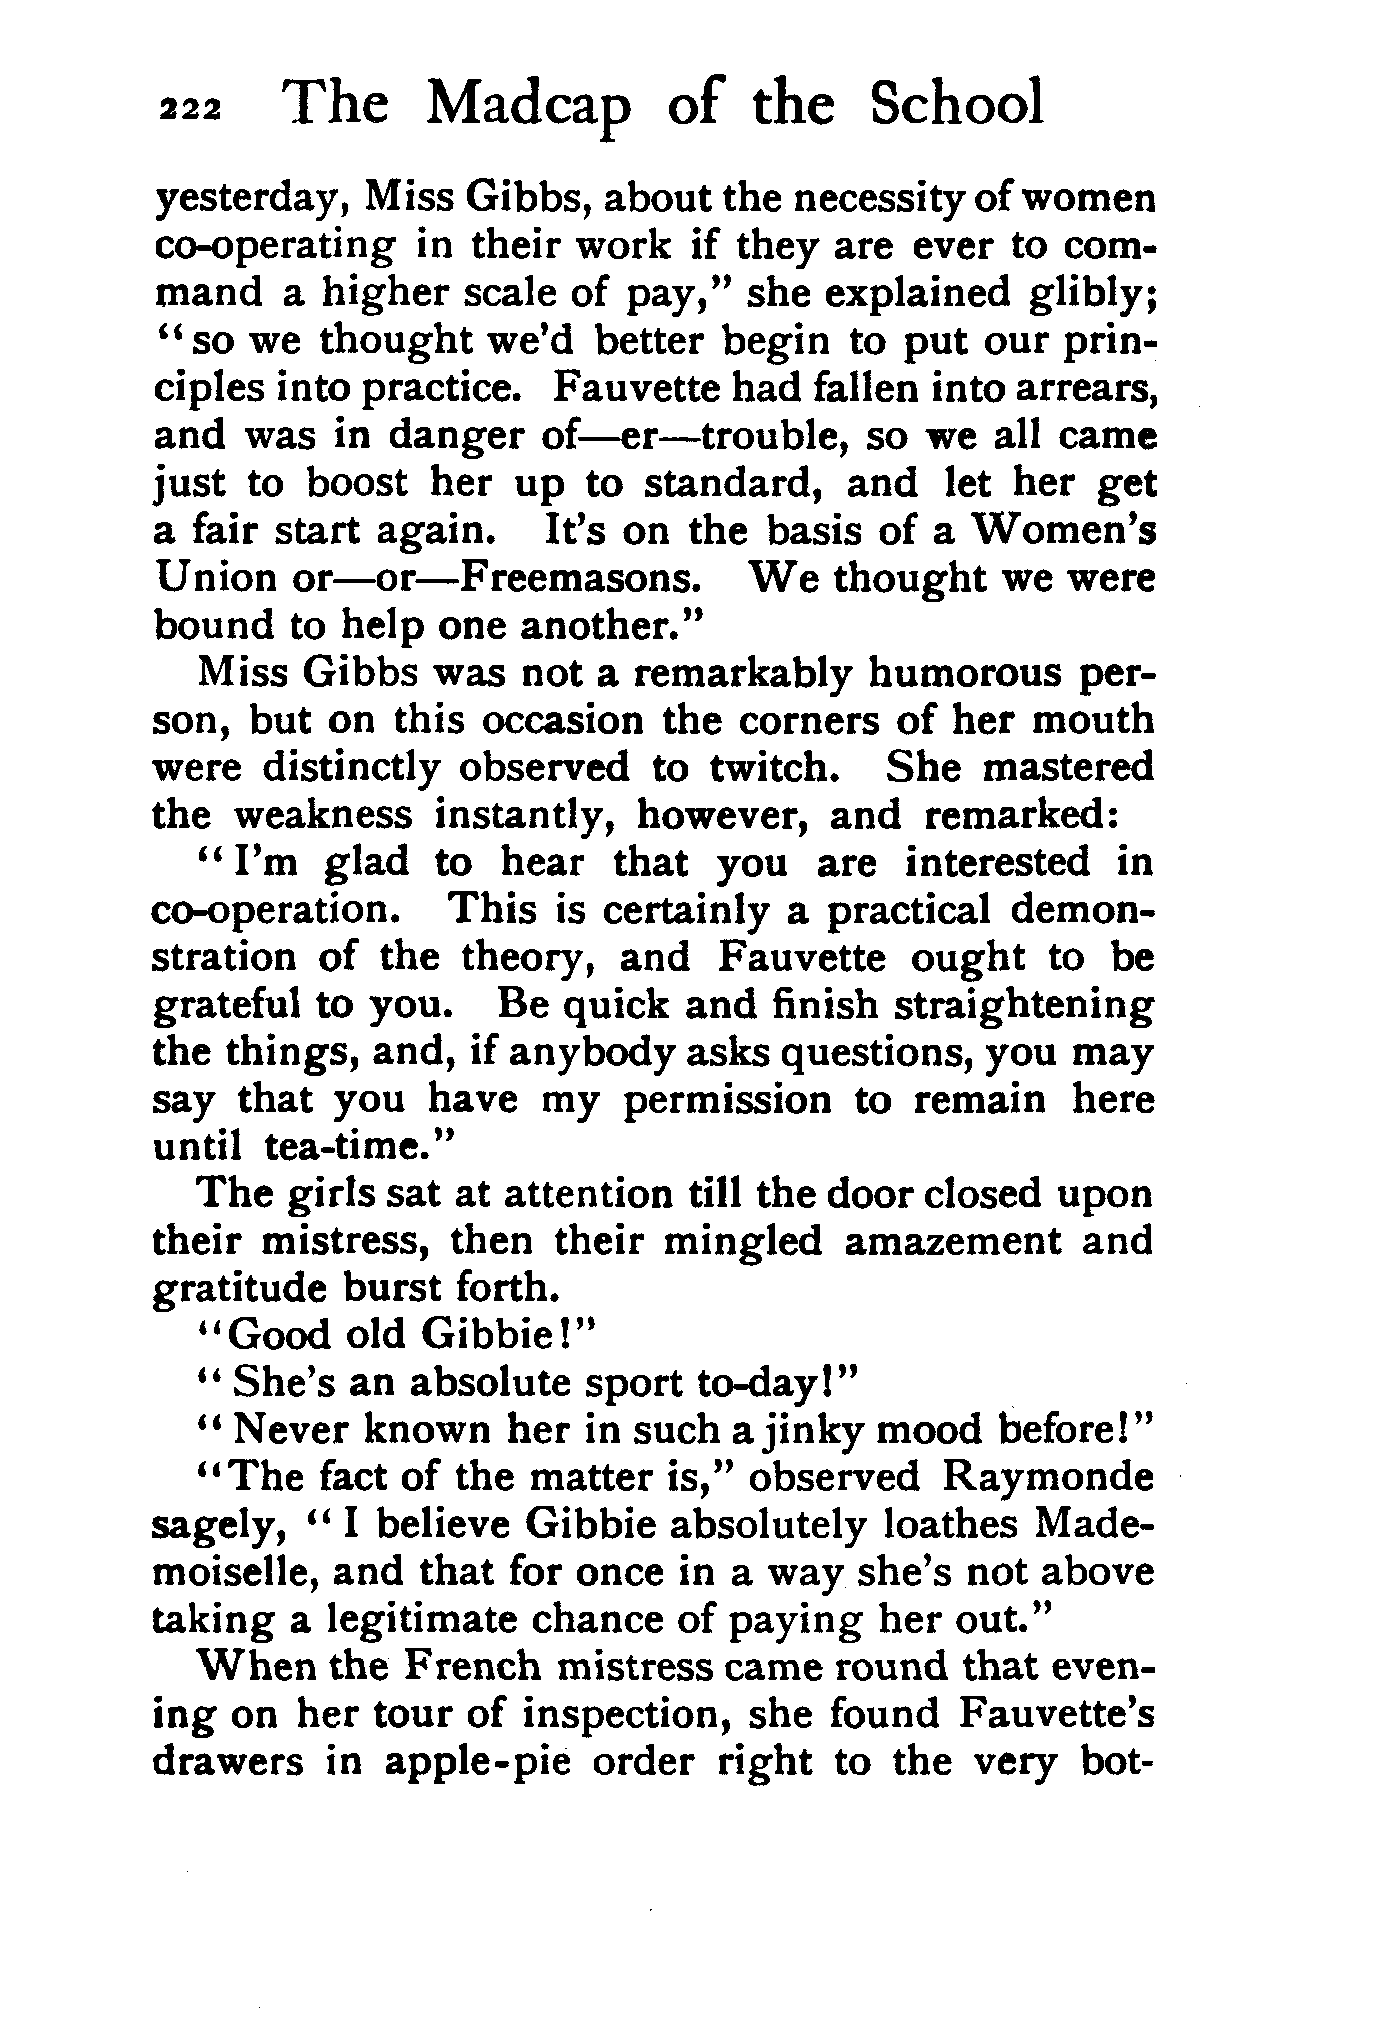 222 The Madcap of the School
yesterday, Miss Gibbs, about the necessity of women
co-operating in their work if they are ever to com-
mand a higher scale of pay,” she explained glibly;
“so we thought we’d better begin to put our prin-
ciples into practice. Fauvette had fallen into arrears,
and was in danger of—er—trouble, so we all came
just to boost her up to standard, and let her get
a fair start again. It’s on the basis of a Women’s
Union or—or—Freemasons. We thought we were
bound to help one another.”
Miss Gibbs was not a remarkably humorous per-
son, but on this occasion the corners of her mouth
were distinctly observed to twitch. She mastered
the weakness instantly, however, and remarked:
“I’m glad to hear that you are interested in
co-operation. This is certainly a practical demon-
stration of the theory, and Fauvette ought to be
grateful to you. Be quick and finish straightening
the things, and, if anybody asks questions, you may
say that you have my permission to remain here
until tea-time.”
The girls sat at attention till the door closed upon
their mistress, then their mingled amazement and
gratitude burst forth.
“Good old Gibbie!”
“She’s an absolute sport to-day!”
“Never known her in such a jinky mood before!”
“The fact of the matter is,” observed Raymonde
sagely, “I believe Gibbie absolutely loathes Made-
moiselle, and that for once in a way she’s not above
taking a legitimate chance of paying her out.”
When the French mistress came round that even-
ing on her tour of inspection, she found Fauvette’s
drawers in apple-pie order right to the very bot-